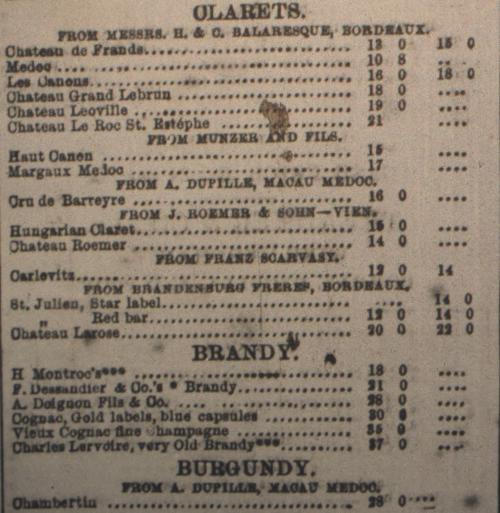 CLARETS.
FROM MESSRS. H. & C. BALARESQUE, BORDEAUX.
Chateau de Frands.......... 12 0 15 0
Medoc .......... 10 8 ....
Les Canons.......... 16 0 18 0
Chateau Grand Lebrun .......... 18 0 ....
Chateau Leoville .......... 19 0 ....
Chateau Le Roc St. Estéphe .......... 21 ....
FROM MUNZER AND FILS.
Haut Canon .......... 15 ....
Margaux Medoc .......... 17 ....
FROM A. DUPILLE, MACAU MEDOC.
Cru de Barreyre .......... 16 0 ....
FROM J. ROEMER & SOHN—VIEN.
Hungarian Claret.......... 15 0 ....
Chateau Roemer .......... 14 0 ....
FROM FRANZ SCARVASY.
Carlevitz.......... 12 0 14
FROM BRANDENBURG FRERES, BORDEAUX.
St. Julien, Star label.......... .... 14 0
" Red bar.......... 12 0 14 0
Chateau Larose.......... 20 0 22 0
BRANDY.
H Montroc's*** .......... 18 0 ....
F. Dessandier & Co.'s * Brandy.......... 21 0 ....
A. Doignon Fils & Co. .......... 28 0 ....
Cognac, Gold labels, blue capsules .......... 30 0 ....
Vieux Cognac fine champagne .......... 35 0 ....
Charles Lervoire, very Old Brandy***.......... 37 0 ....
BURGUNDY.
FROM A. DUPILLE, MACAU MEDOC.
Chambertin .......... 28 0 ....